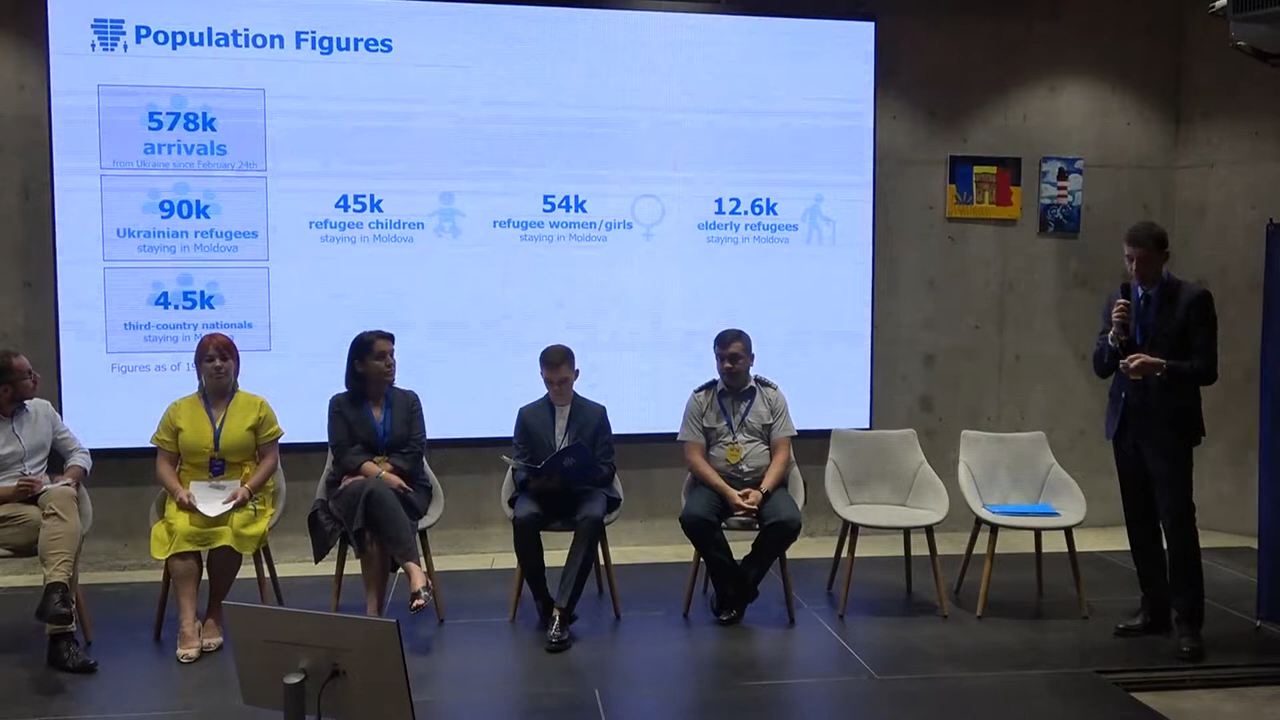 Population Figures
578k
arrivals
from Ukraine since February 24th
90k
Ukrainian refugees
staying in Moldova
45k
refugee children
staying in Moldova
54k
refugee women/girls
staying in Moldova
12.6k
elderly refugees
staying in Moldova
4.5k
third-country nationals
staying in
Figures as of